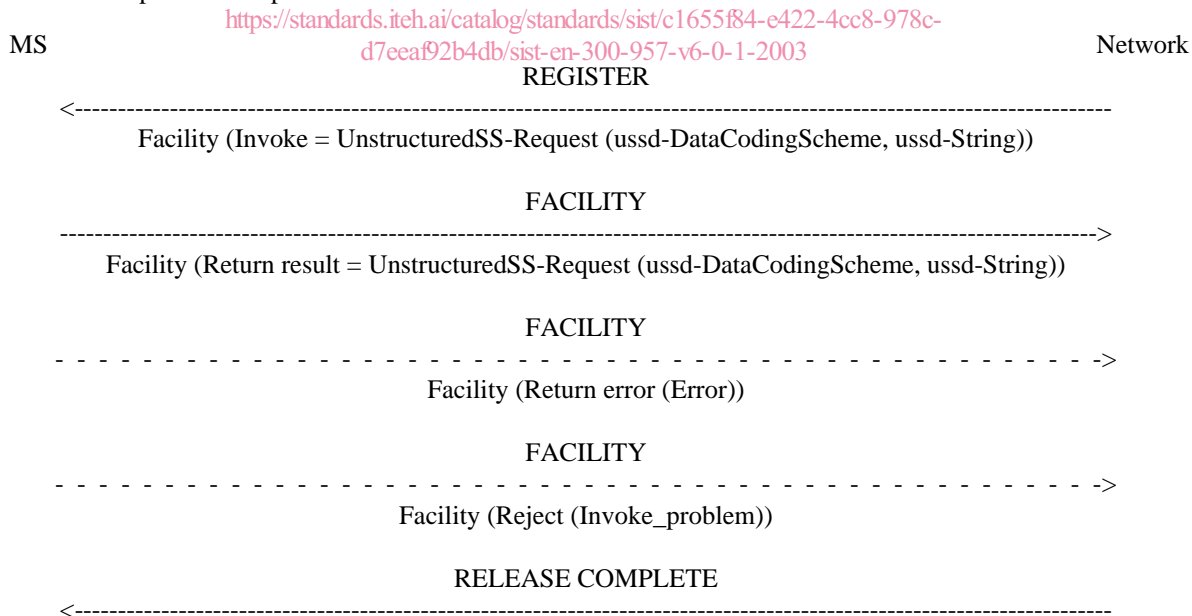 https://standards.iteh.ai/catalog/standards/sist/c1655f84-e422-4cc8-978c-
MS d7eeaf92b4db/sist-en-300-957-v6-0-1-2003 Network
REGISTER
<------------------------------------------------------------------------------------------------------------------------
Facility (Invoke = UnstructuredSS-Request (ussd-DataCodingScheme, ussd-String))
FACILITY
------------------------------------------------------------------------------------------------------------------------>
Facility (Return result = UnstructuredSS-Request (ussd-DataCodingScheme, ussd-String))
FACILITY
- - - - - - - - - - - - - - - - - - - - - - - - - - - - - - - - - - - - - - - - - - - - - - - ->
Facility (Return error (Error))
FACILITY
- - - - - - - - - - - - - - - - - - - - - - - - - - - - - - - - - - - - - - - - - - - - - - - ->
Facility (Reject (Invoke_problem))
RELEASE COMPLETE
<------------------------------------------------------------------------------------------------------------------------